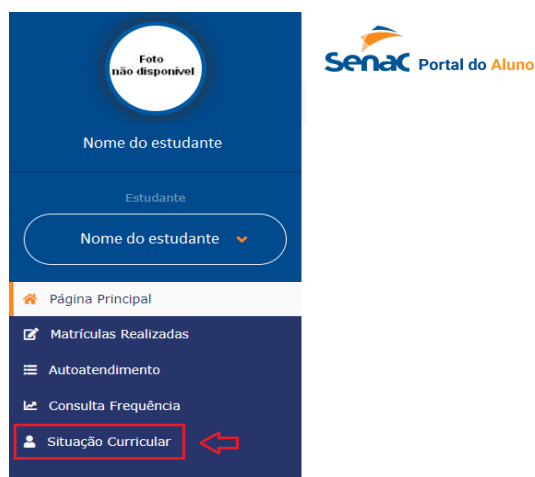 Foto
não disponível
Senac Portal do Aluno
Nome do estudante
Estudante
Nome do estudante
Página Principal
Matrículas Realizadas
Autoatendimento
Consulta Frequência
Situação Curricular